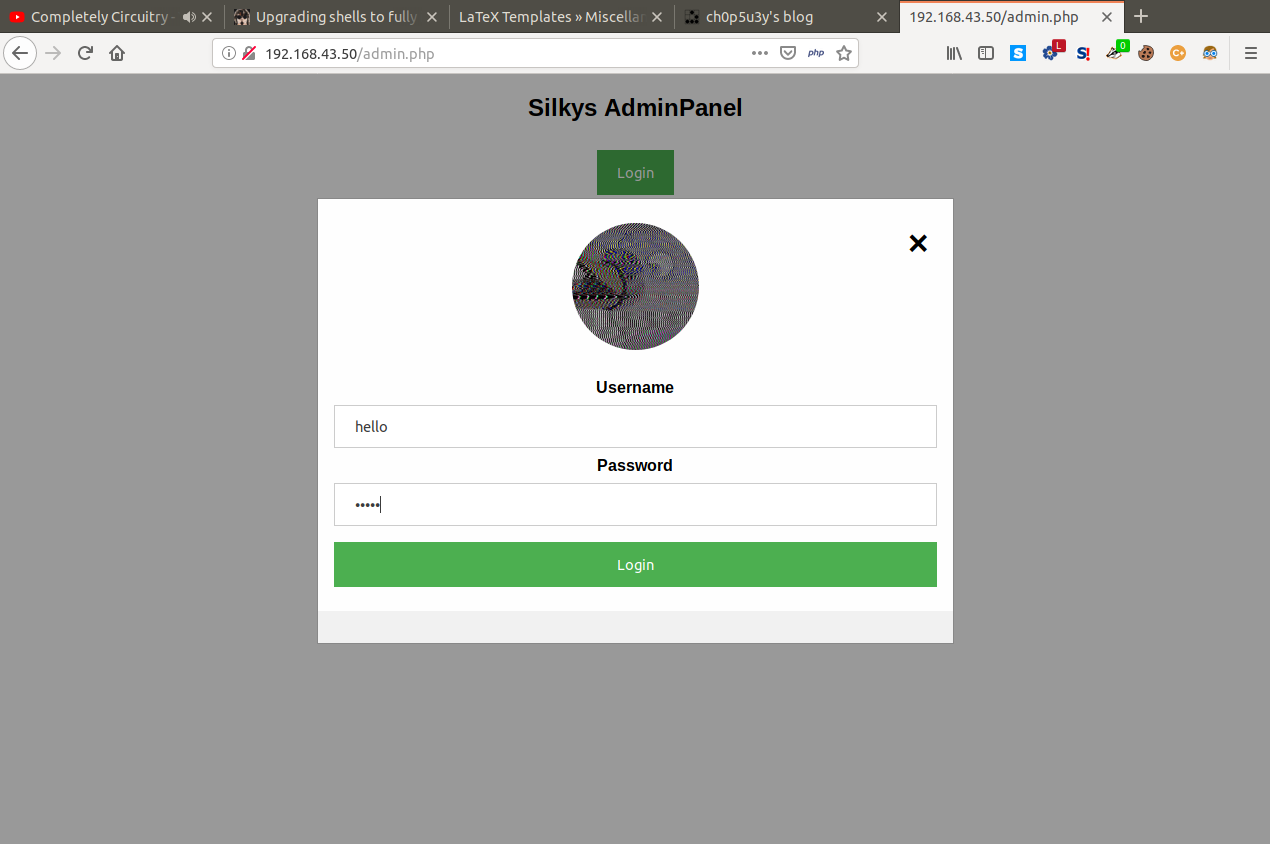 Completely Circuitry - Upgrading shells to fully LaTeX Templates » Miscellan ch0p5u3y's blog 192.168.43.50/admin.php
192.168.43.50/admin.php php L S! 0 C+
Silkys AdminPanel
Login
Username
hello
Password
•••••
Login